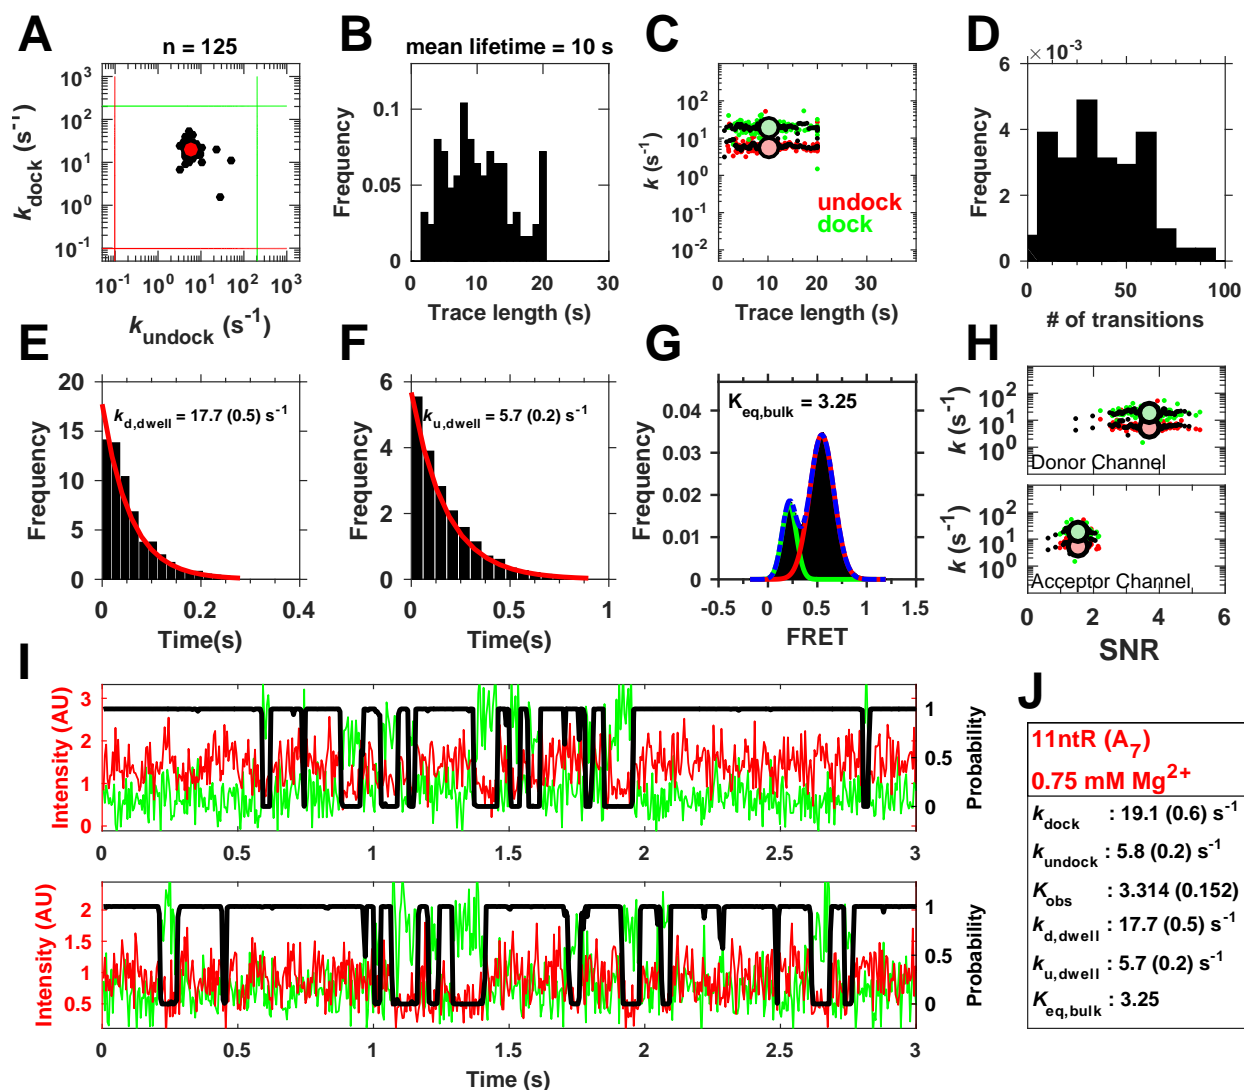 A
n = 125
10³
10²
10¹
10⁰
10⁻¹
k_dock (s⁻¹)
10⁻¹ 10⁰ 10¹ 10² 10³
k_undock (s⁻¹)
B
mean lifetime = 10 s
0.1
0.05
0
Frequency
0 10 20 30
Trace length (s)
C
10²
10¹
10⁰
10⁻¹
10⁻²
k (s⁻¹)
undock
dock
0 20
Trace length (s)
D
× 10⁻³
6
4
2
0
Frequency
0 50 100
# of transitions
E
20
15
10
5
0
Frequency
k_d,dwell = 17.7 (0.5) s⁻¹
0 0.2 0.4
Time(s)
F
6
4
2
0
Frequency
k_u,dwell = 5.7 (0.2) s⁻¹
0 0.5 1
Time(s)
G
K_eq,bulk = 3.25
0.04
0.03
0.02
0.01
0
Frequency
-0.5 0 0.5 1 1.5
FRET
H
10²
10¹
10⁰
k (s⁻¹)
Donor Channel
10²
10¹
10⁰
k (s⁻¹)
Acceptor Channel
0 2 4 6
SNR
I
3
2
1
0
Intensity (AU)
1
0.5
0
Probability
0 0.5 1 1.5 2 2.5 3
2
1.5
1
0.5
Intensity (AU)
1
0.5
0
Probability
0 0.5 1 1.5 2 2.5 3
Time (s)
J
11ntR (A₇)
0.75 mM Mg²⁺
k_dock : 19.1 (0.6) s⁻¹
k_undock : 5.8 (0.2) s⁻¹
K_obs : 3.314 (0.152)
k_d,dwell : 17.7 (0.5) s⁻¹
k_u,dwell : 5.7 (0.2) s⁻¹
K_eq,bulk : 3.25